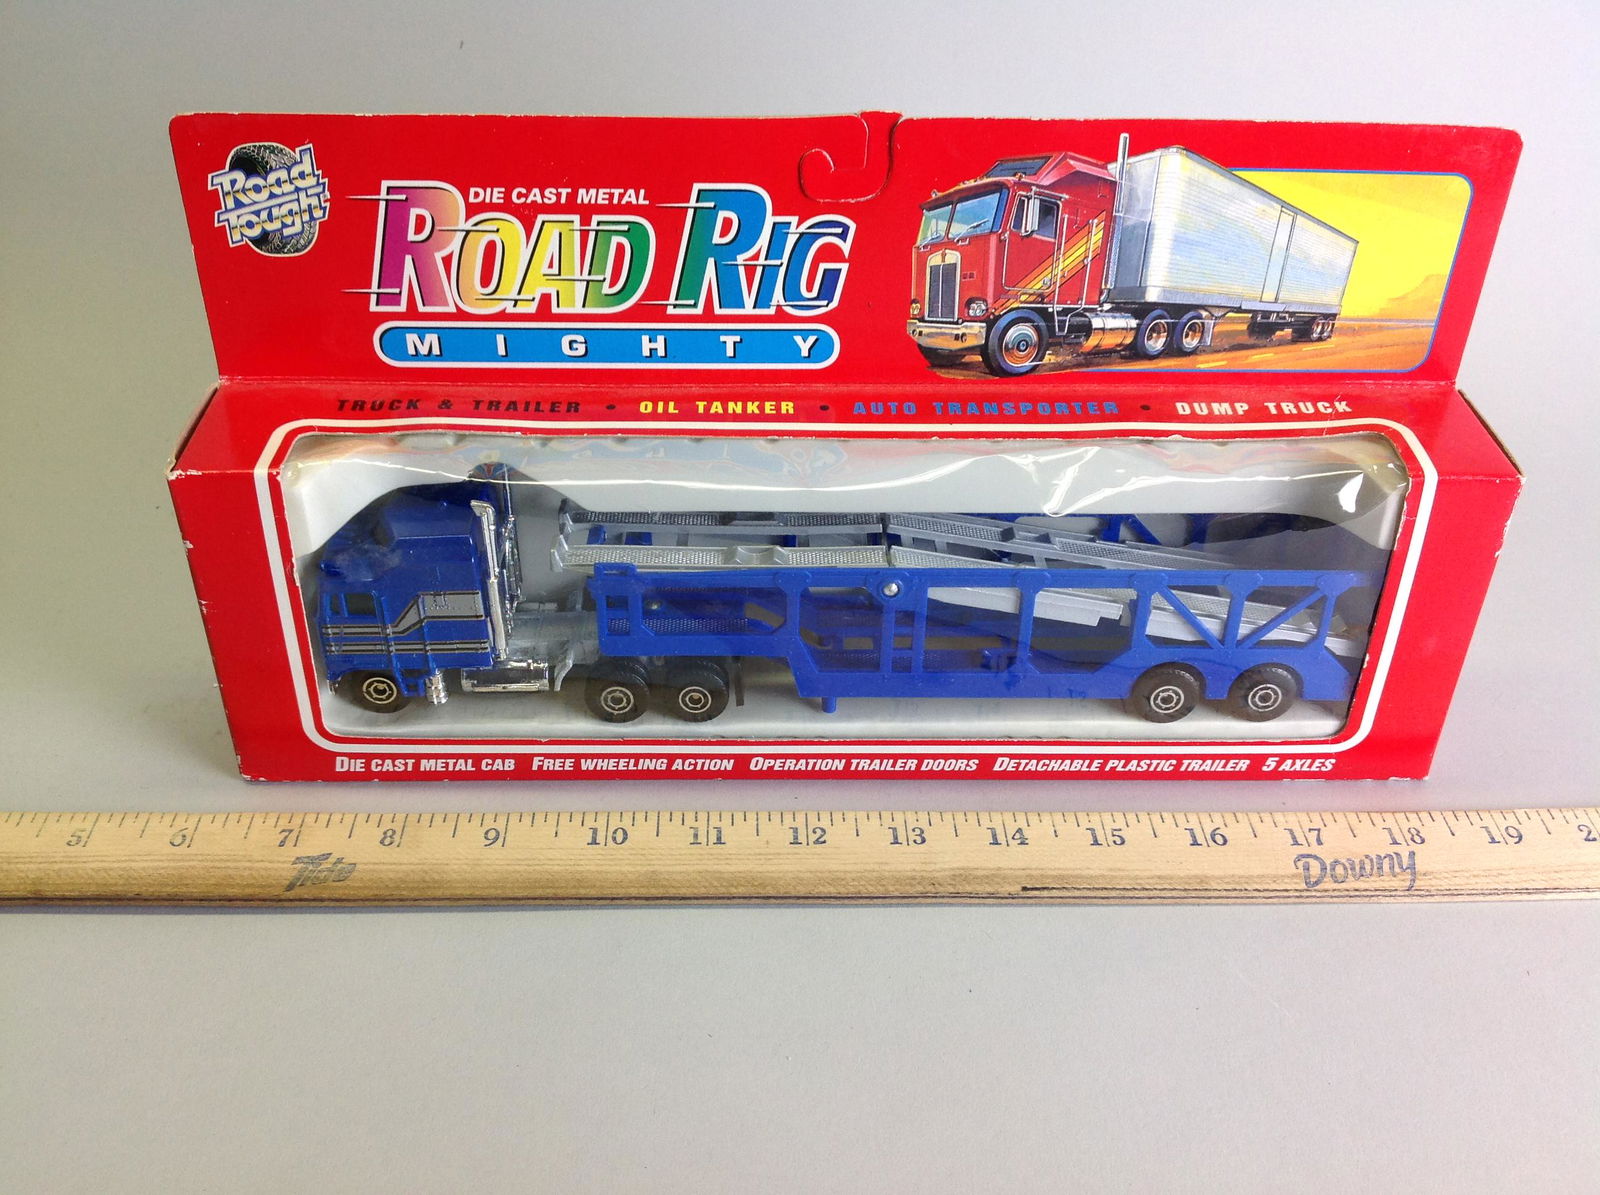 Road
Tough
DIE CAST METAL
ROAD RIG
MIGHTY
TRUCK & TRAILER • OIL TANKER • AUTO TRANSPORTER • DUMP TRUCK
DIE CAST METAL CAB FREE WHEELING ACTION OPERATION TRAILER DOORS DETACHABLE PLASTIC TRAILER 5 AXLES
5 6 7 8 9 10 11 12 13 14 15 16 17 18 19 2
Tide Downy